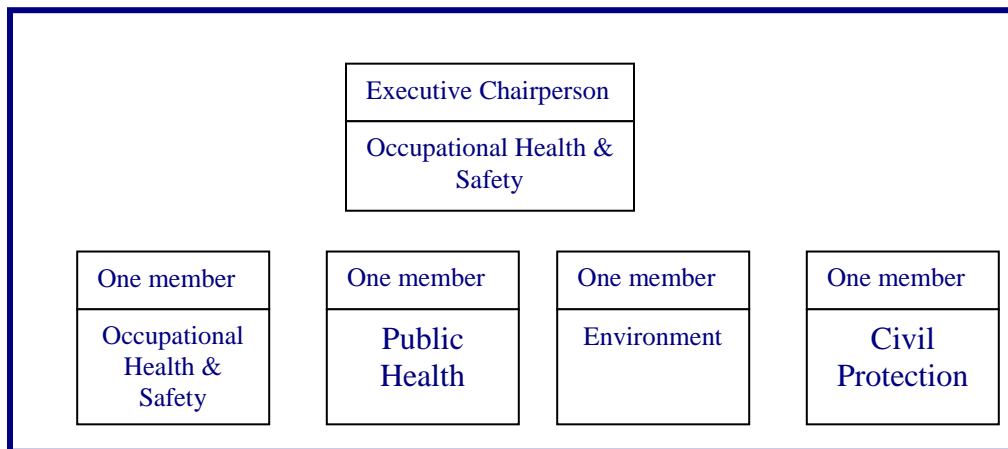 Executive Chairperson
Occupational Health &
Safety
One member
Occupational
Health &
Safety
One member
Public
Health
One member
Environment
One member
Civil
Protection